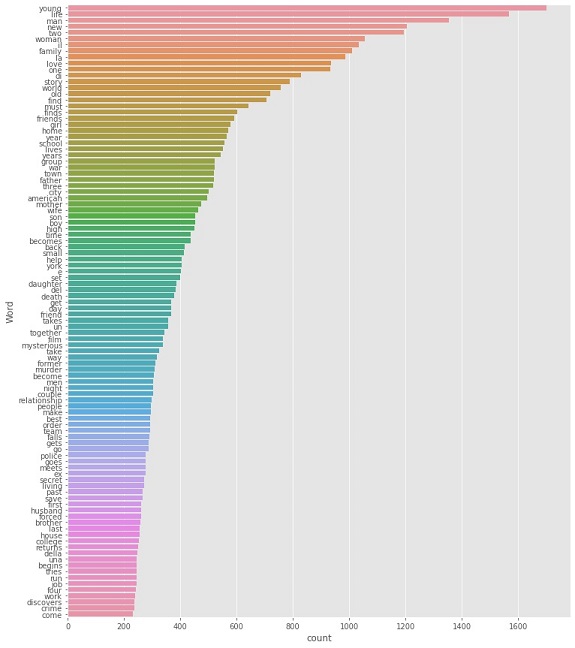 young
life
man
new
two
woman
il
family
la
love
one
di
story
world
old
find
must
finds
friends
girl
home
year
school
lives
years
group
war
town
father
three
city
american
mother
wife
son
boy
high
time
becomes
back
small
help
york
e
set
daughter
del
death
get
day
friend
takes
un
together
film
mysterious
take
way
former
murder
become
men
night
couple
relationship
people
make
best
order
team
falls
gets
go
police
goes
meets
ex
secret
living
past
save
first
husband
forced
brother
last
house
college
returns
della
una
begins
tries
run
job
four
work
discovers
crime
come
Word
0 200 400 600 800 1000 1200 1400 1600
count